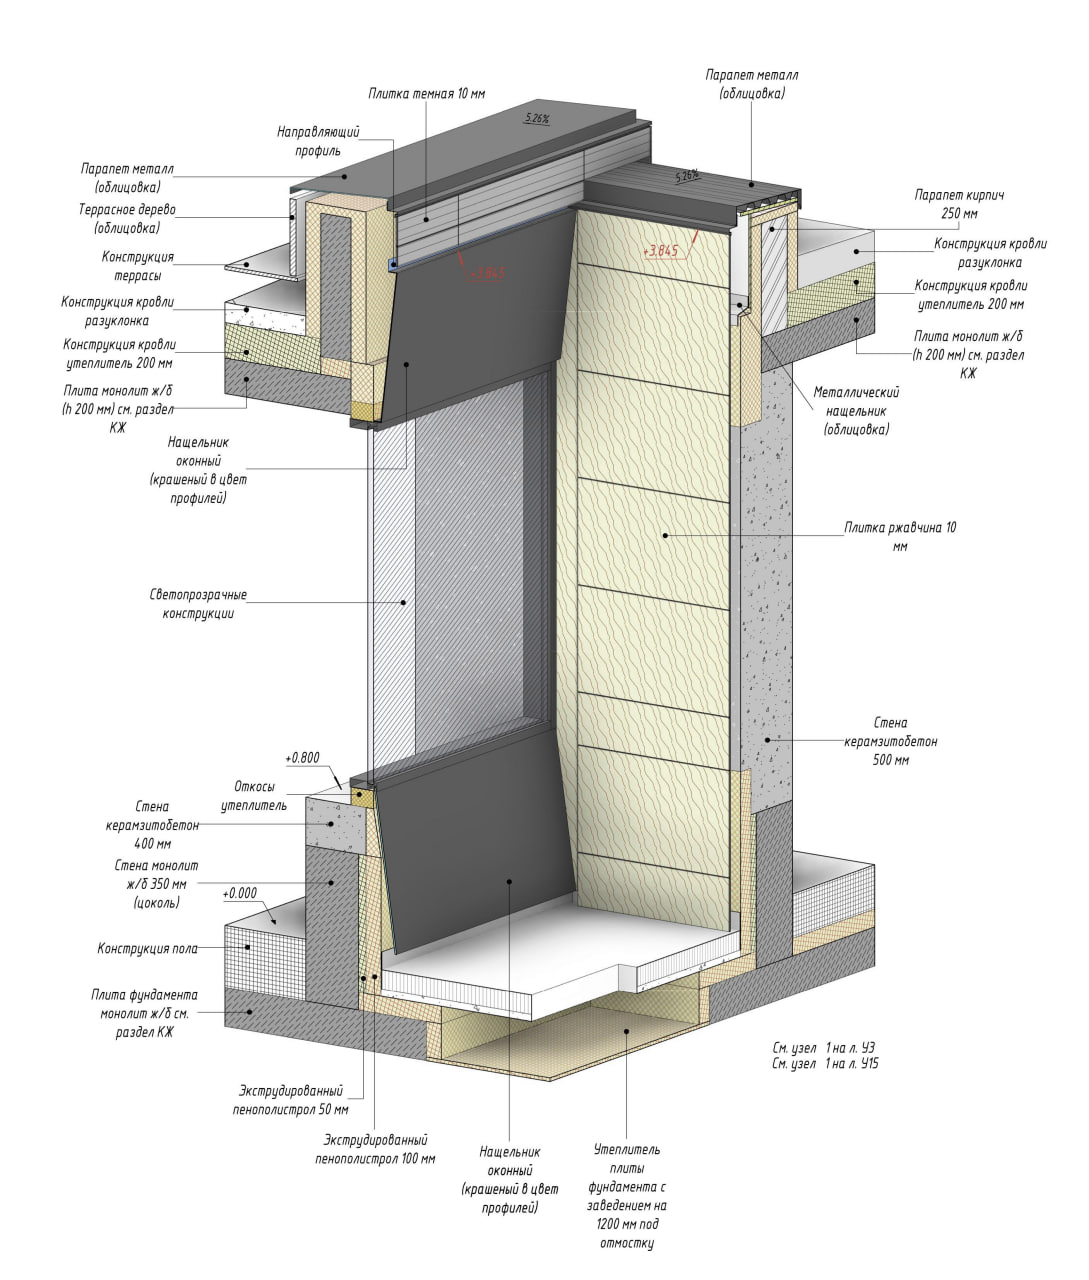 Плитка темная 10 мм
Парапет металл
(облицовка)
Направляющий
профиль
5.26%
Парапет металл
(облицовка)
5.26%
Террасное дерево
(облицовка)
Парапет кирпич
250 мм
Конструкция
террасы
+3.845
+3.845
Конструкция кровли
разуклонка
Конструкция кровли
разуклонка
Конструкция кровли
утеплитель 200 мм
Конструкция кровли
утеплитель 200 мм
Плита монолит ж/б
(h 200 мм) см. раздел
КЖ
Плита монолит ж/б
(h 200 мм) см. раздел
КЖ
Металлический
нащельник
(облицовка)
Нащельник
оконный
(крашеный в цвет
профилей)
Плитка ржавчина 10
мм
Светопрозрачные
конструкции
Стена
керамзитобетон
500 мм
+0.800
Откосы
утеплитель
Стена
керамзитобетон
400 мм
Стена монолит
ж/б 350 мм
(цоколь)
+0.000
Конструкция пола
Плита фундамента
монолит ж/б см.
раздел КЖ
См. узел 1 на л. У3
См. узел 1 на л. У15
Экструдированный
пенополистрол 50 мм
Экструдированный
пенополистрол 100 мм
Нащельник
оконный
(крашеный в цвет
профилей)
Утеплитель
плиты
фундамента с
заведением на
1200 мм под
отмостку